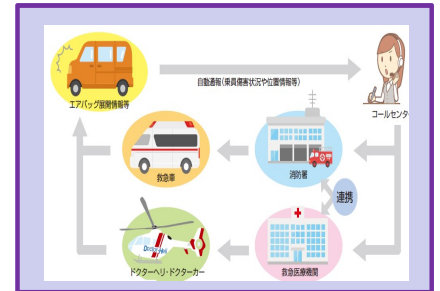 自動通報（乗員傷害状況や位置情報等）
エアバッグ展開情報等
コールセンタ
救急車
消防署
連携
ドクターヘリ・ドクターカー
救急医療機関